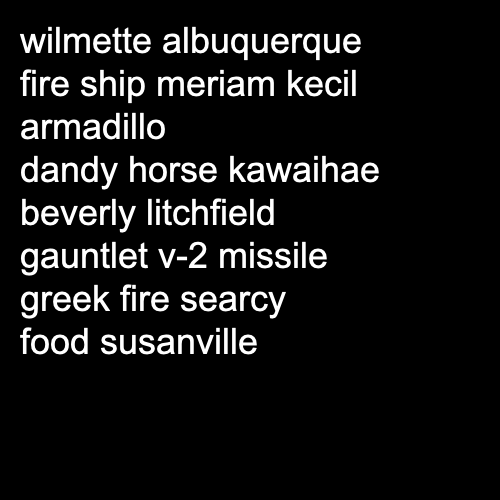 wilmette albuquerque
fire ship meriam kecil
armadillo
dandy horse kawaihae
beverly litchfield
gauntlet v-2 missile
greek fire searcy
food susanville